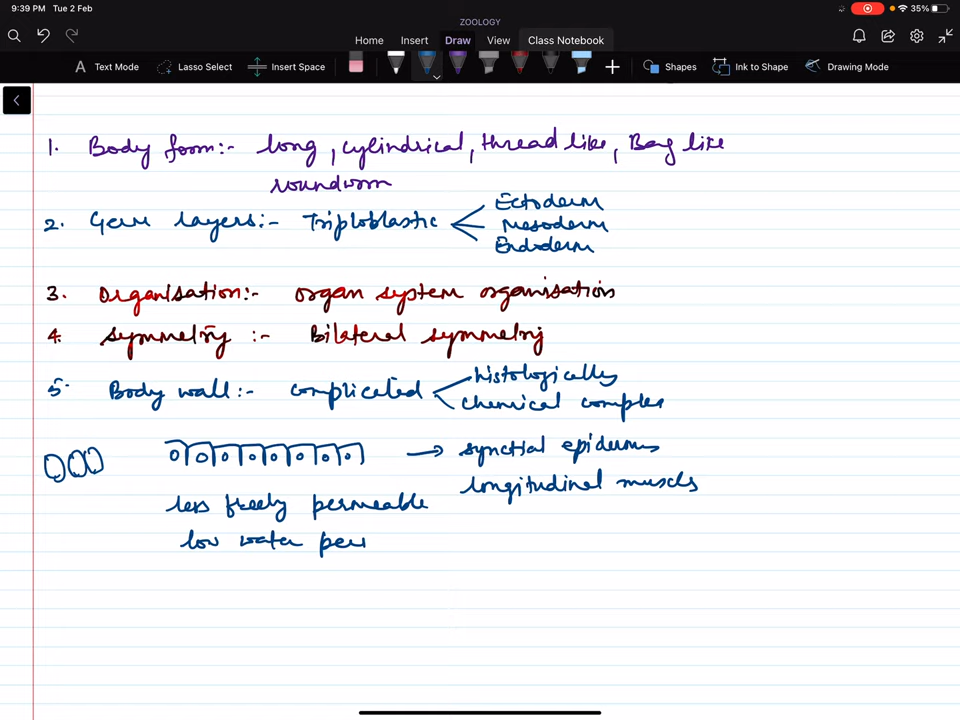 9:39 PM Tue 2 Feb
35%
ZOOLOGY
Home Insert Draw View Class Notebook
Text Mode Lasso Select Insert Space Shapes Ink to Shape Drawing Mode
1. Body form:- long, cylindrical, thread like, Bag like
roundworm
Ectoderm
2. Germ layers:- Triploblastic Mesoderm
Endoderm
3. Organisation:- organ system organisation
4. symmetry :- Bilateral symmetry
histologically
5. Body wall:- complicated
chemical complex
synctial epidermis
longitudinal muscls
less freely permeable
low water per